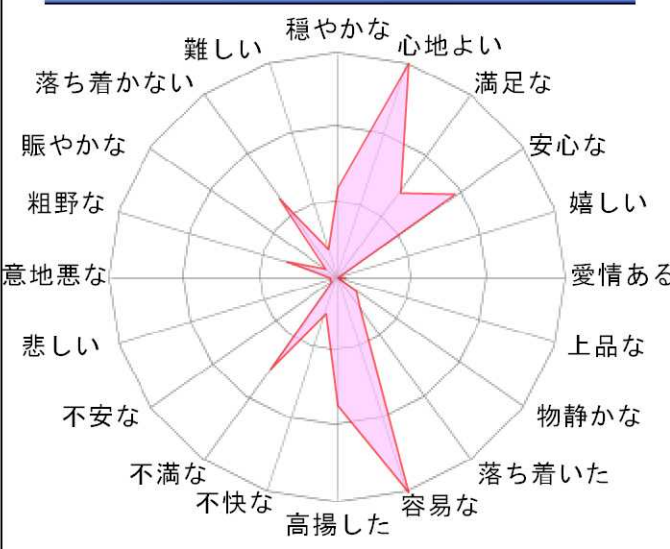 穏やかな
心地よい
満足な
安心な
嬉しい
愛情ある
上品な
物静かな
落ち着いた
容易な
高揚した
不快な
不満な
不安な
悲しい
意地悪な
粗野な
賑やかな
落ち着かない
難しい